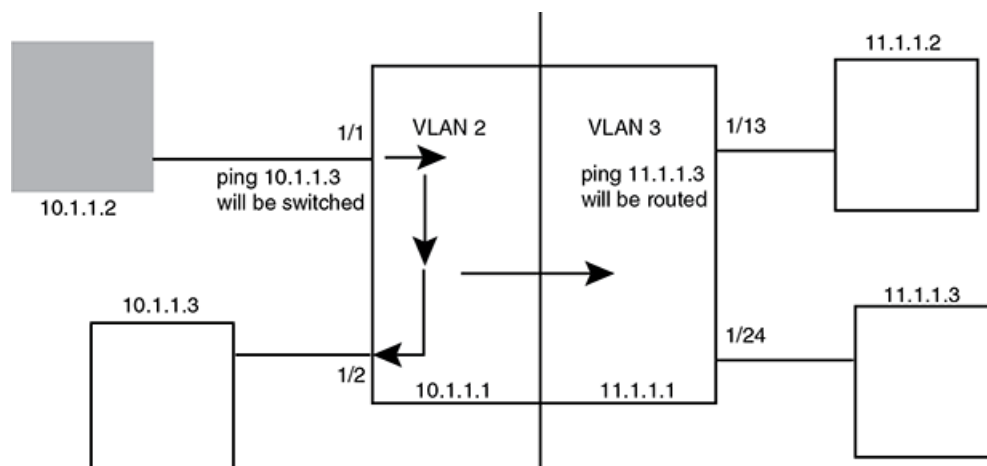 11.1.1.2
1/1
VLAN 2
VLAN 3
1/13
ping 10.1.1.3
will be switched
ping 11.1.1.3
will be routed
10.1.1.2
10.1.1.3
11.1.1.3
1/2
1/24
10.1.1.1
11.1.1.1